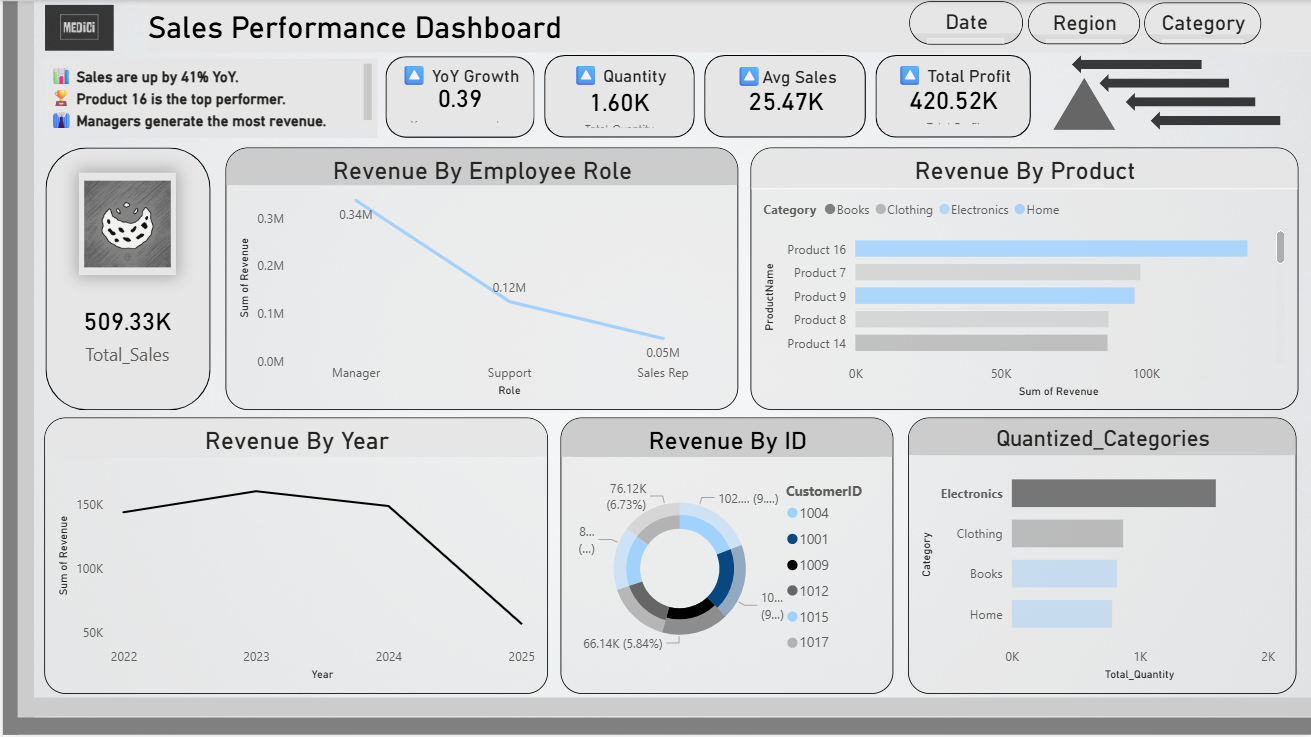 MEDiCi
Sales Performance Dashboard
Date
Region
Category
Sales are up by 41% YoY.
Product 16 is the top performer.
Managers generate the most revenue.
YoY Growth
0.39
Quantity
1.60K
Avg Sales
25.47K
Total Profit
420.52K
509.33K
Total_Sales
Revenue By Employee Role
Sum of Revenue
0.3M
0.2M
0.1M
0.0M
0.34M
0.12M
0.05M
Manager
Support
Sales Rep
Role
Revenue By Product
Category
Books
Clothing
Electronics
Home
ProductName
Product 16
Product 7
Product 9
Product 8
Product 14
0K
50K
100K
Sum of Revenue
Revenue By Year
Sum of Revenue
150K
100K
50K
2022
2023
2024
2025
Year
Revenue By ID
76.12K
(6.73%)
102.... (9....)
8...
(...)
10...
(9...)
66.14K (5.84%)
CustomerID
1004
1001
1009
1012
1015
1017
Quantized_Categories
Category
Electronics
Clothing
Books
Home
0K
1K
2K
Total_Quantity